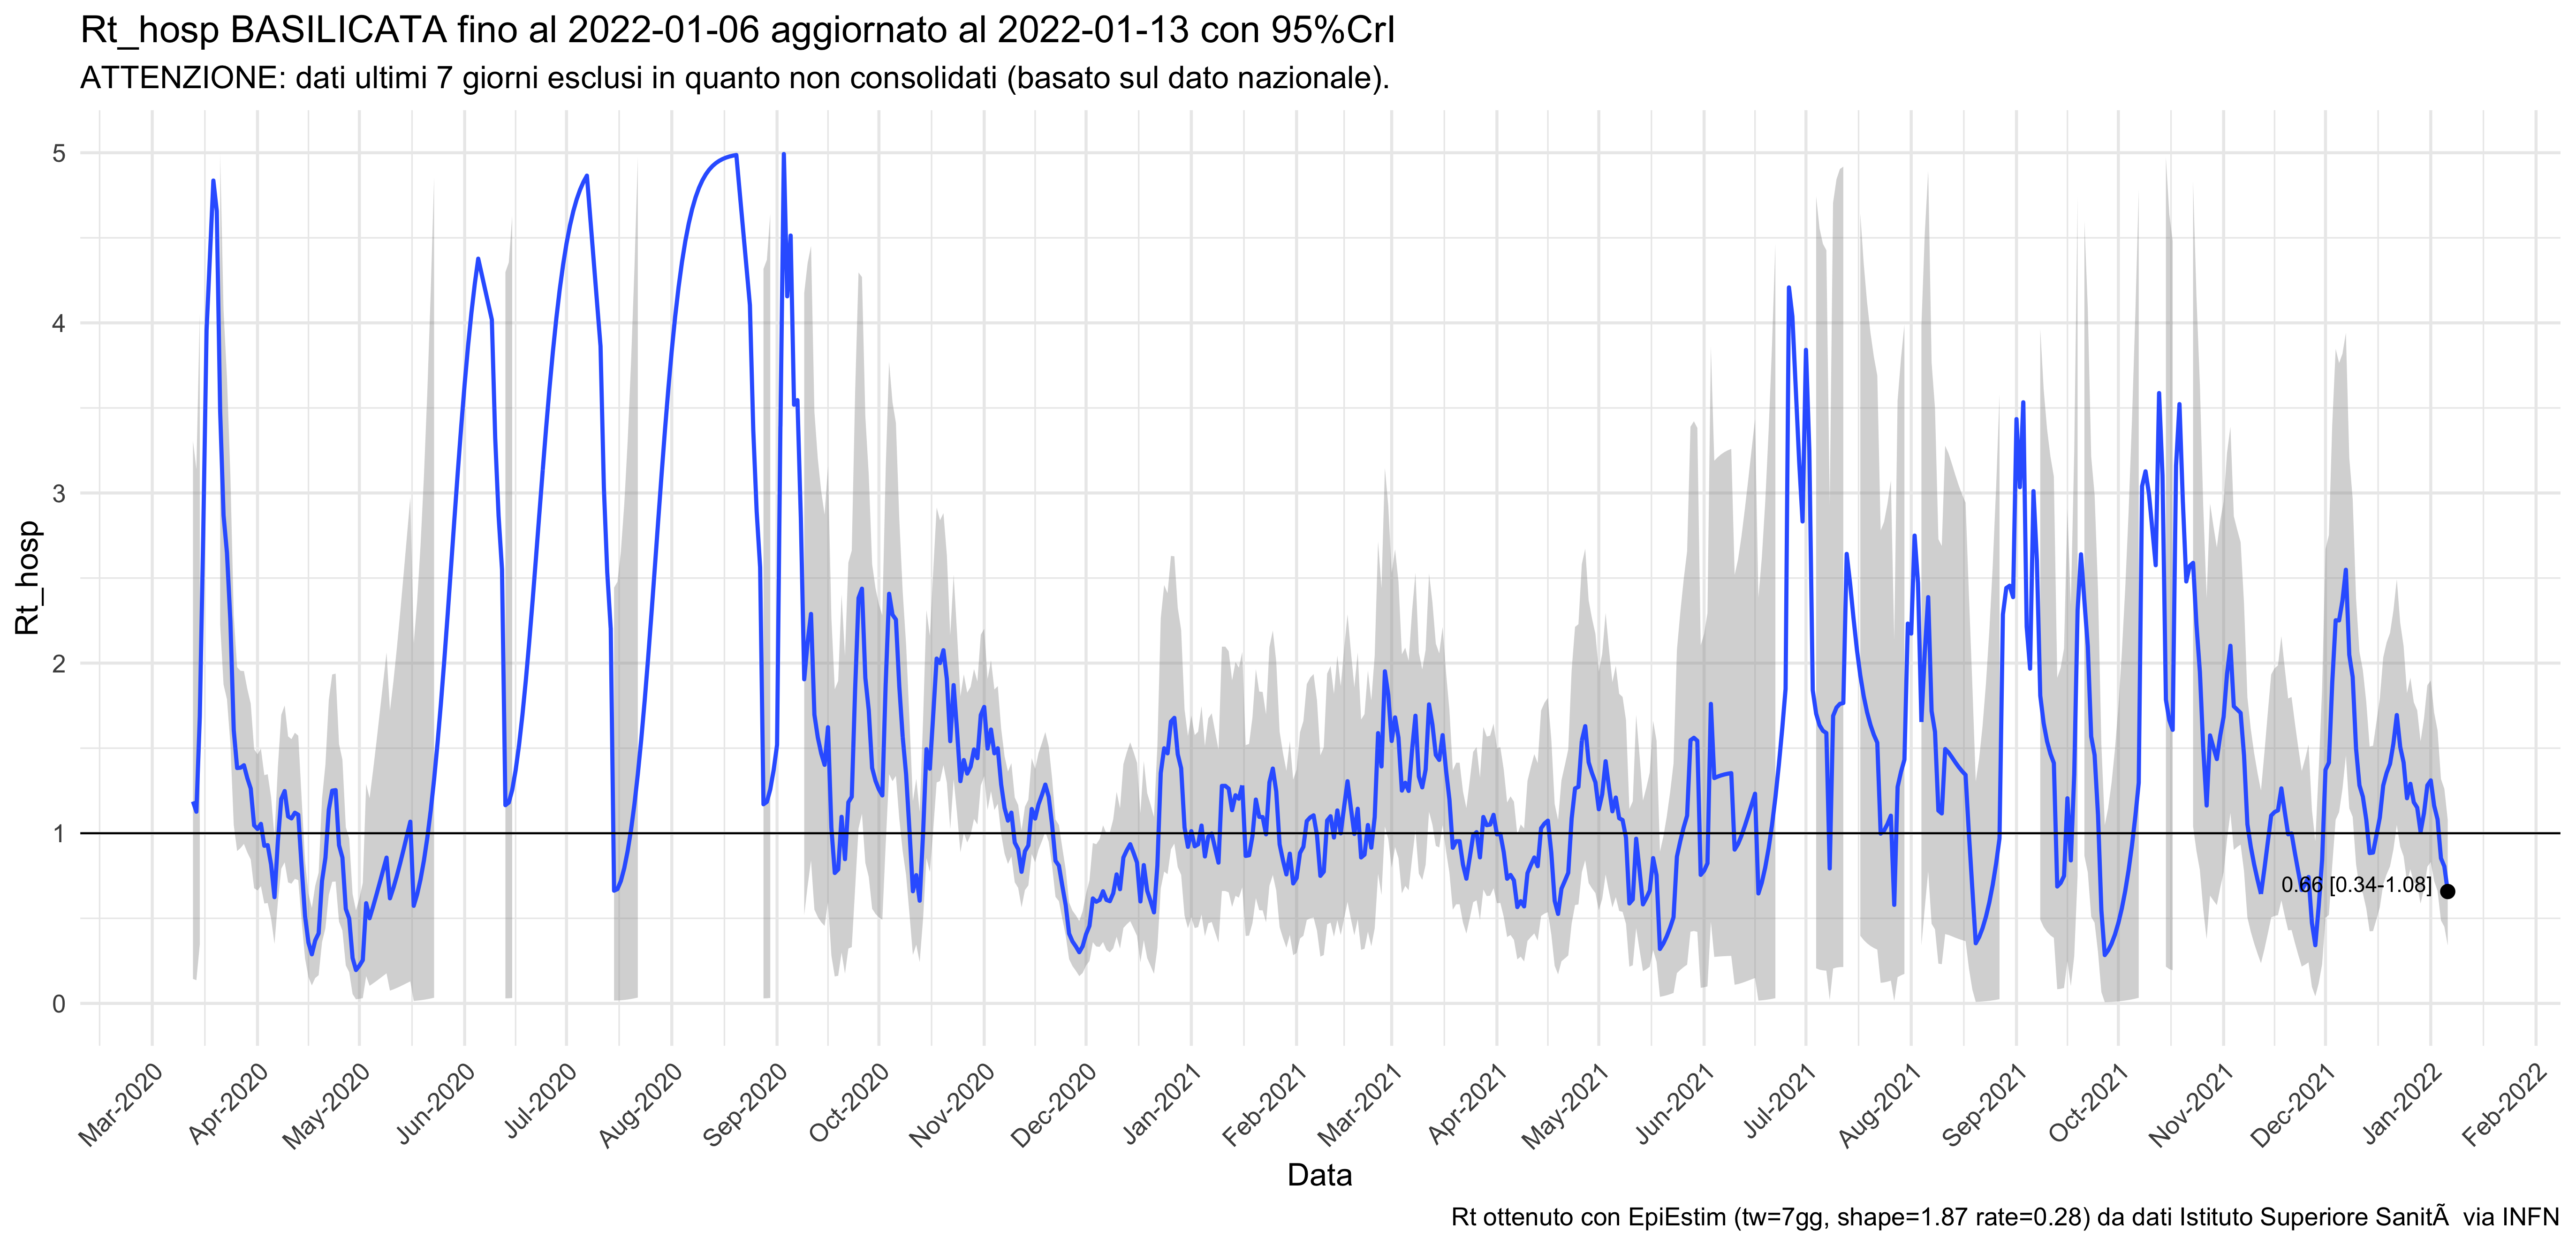 Rt_hosp BASILICATA fino al 2022-01-06 aggiornato al 2022-01-13 con 95%CrI
ATTENZIONE: dati ultimi 7 giorni esclusi in quanto non consolidati (basato sul dato nazionale).
Rt_hosp
5
4
3
2
1
0
0.66 [0.34-1.08]
Mar-2020
Apr-2020
May-2020
Jun-2020
Jul-2020
Aug-2020
Sep-2020
Oct-2020
Nov-2020
Dec-2020
Jan-2021
Feb-2021
Mar-2021
Apr-2021
May-2021
Jun-2021
Jul-2021
Aug-2021
Sep-2021
Oct-2021
Nov-2021
Dec-2021
Jan-2022
Feb-2022
Data
Rt ottenuto con EpiEstim (tw=7gg, shape=1.87 rate=0.28) da dati Istituto Superiore SanitÃ  via INFN